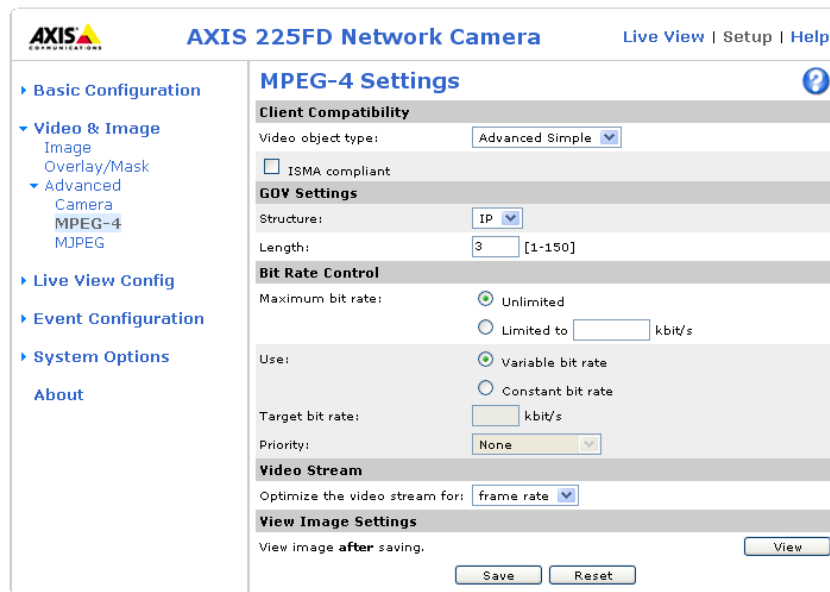 AXIS
COMMUNICATIONS
AXIS 225FD Network Camera
Live View | Setup | Help
Basic Configuration
Video & Image
Image
Overlay/Mask
Advanced
Camera
MPEG-4
MJPEG
Live View Config
Event Configuration
System Options
About
MPEG-4 Settings
?
Client Compatibility
Video object type: Advanced Simple
ISMA compliant
GOV Settings
Structure: IP
Length: 3 [1-150]
Bit Rate Control
Maximum bit rate: Unlimited
Limited to kbit/s
Use: Variable bit rate
Constant bit rate
Target bit rate: kbit/s
Priority: None
Video Stream
Optimize the video stream for: frame rate
View Image Settings
View image after saving. View
Save Reset